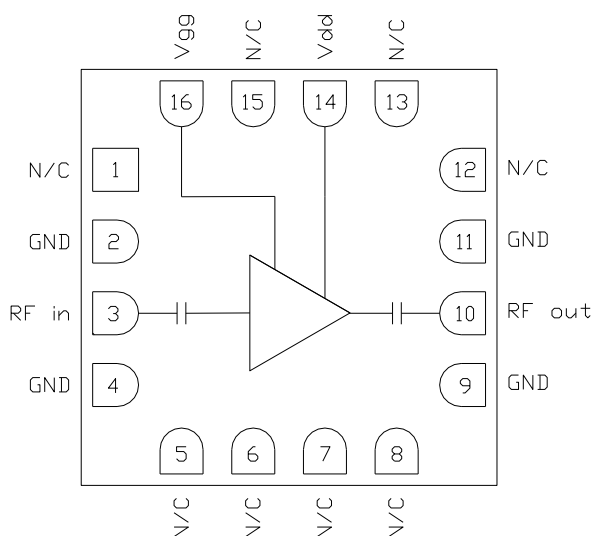 Vgg N/C Vdd N/C
16 15 14 13
N/C 1 12 N/C
GND 2 11 GND
RF in 3 10 RF out
GND 4 9 GND
5 6 7 8
N/C N/C N/C N/C